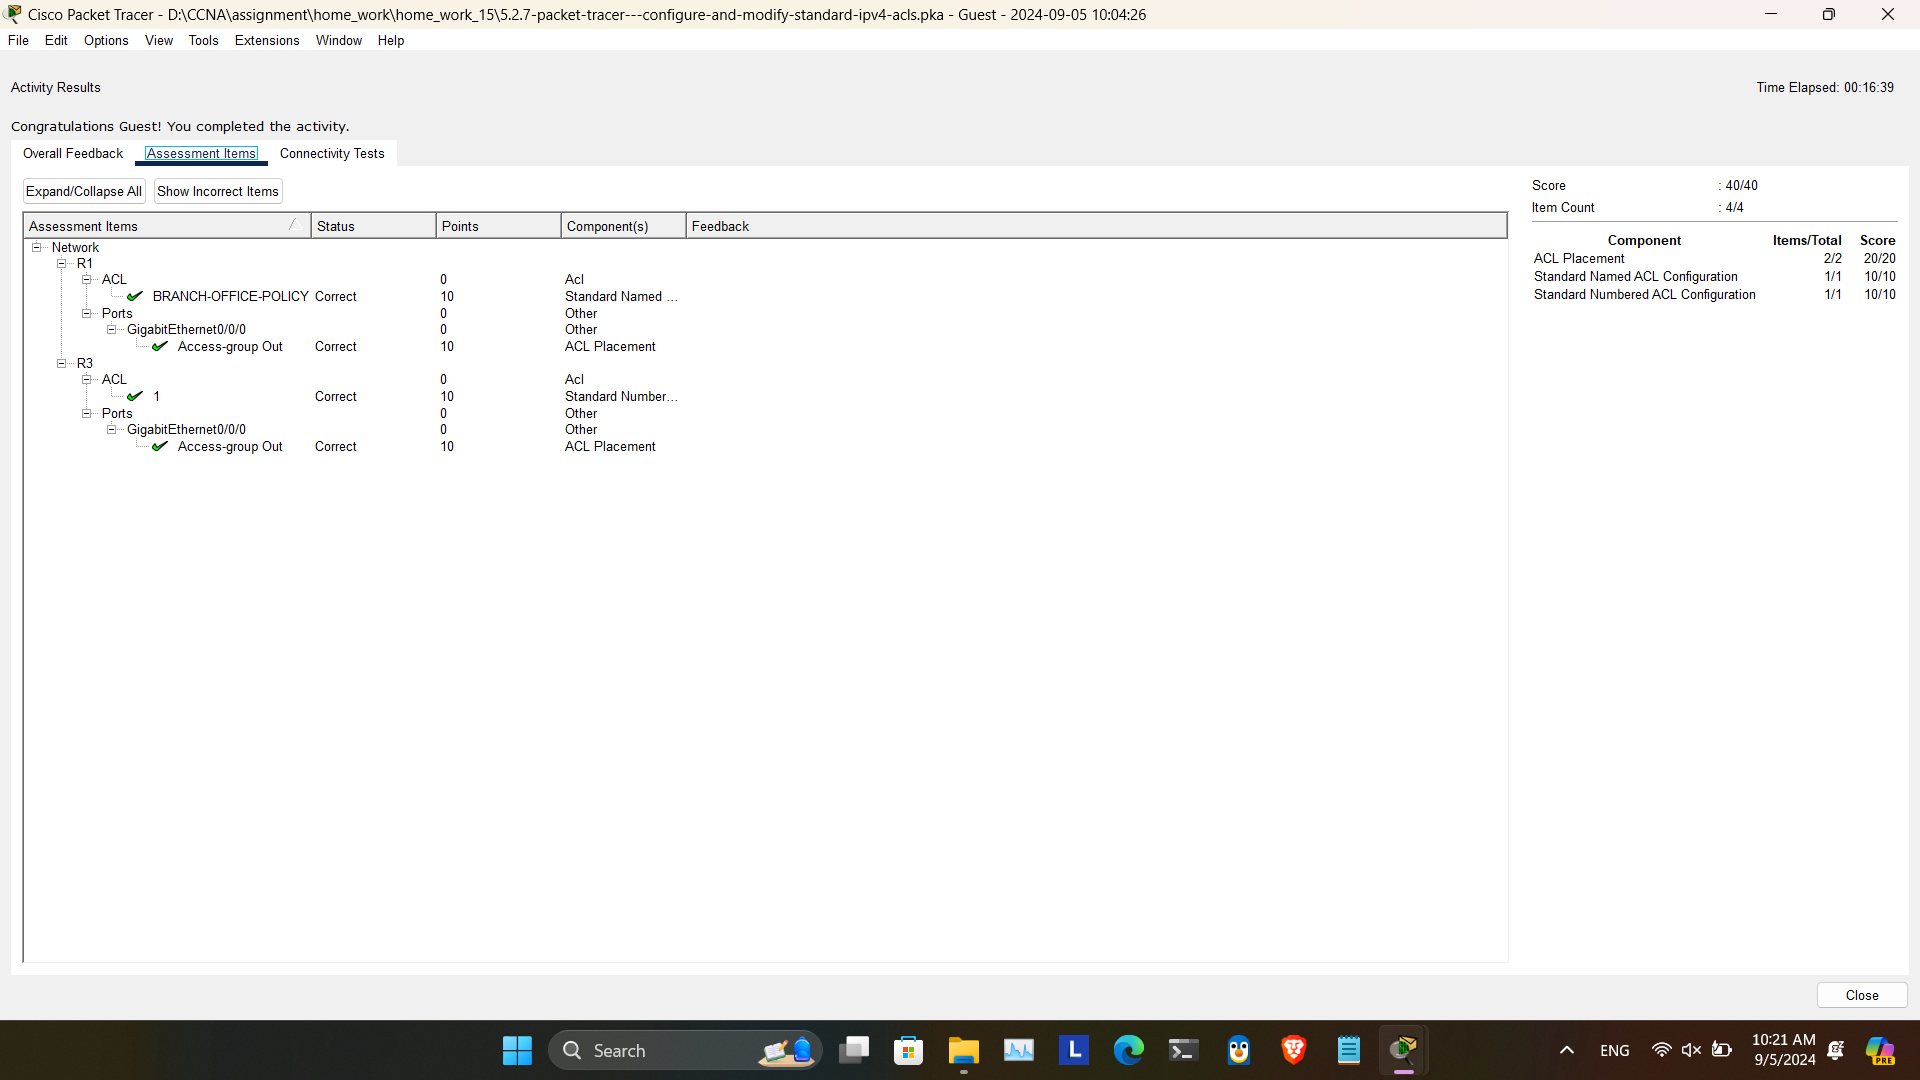 Cisco Packet Tracer - D:\CCNA\assignment\home_work\home_work_15\5.2.7-packet-tracer---configure-and-modify-standard-ipv4-acls.pka - Guest - 2024-09-05 10:04:26
File Edit Options View Tools Extensions Window Help
Activity Results Time Elapsed: 00:16:39
Congratulations Guest! You completed the activity.
Overall Feedback Assessment Items Connectivity Tests
Expand/Collapse All Show Incorrect Items
Assessment Items Status Points Component(s) Feedback
Network
R1
ACL 0 Acl
BRANCH-OFFICE-POLICY Correct 10 Standard Named ...
Ports 0 Other
GigabitEthernet0/0/0 0 Other
Access-group Out Correct 10 ACL Placement
R3
ACL 0 Acl
1 Correct 10 Standard Number...
Ports 0 Other
GigabitEthernet0/0/0 0 Other
Access-group Out Correct 10 ACL Placement
Score : 40/40
Item Count : 4/4
Component Items/Total Score
ACL Placement 2/2 20/20
Standard Named ACL Configuration 1/1 10/10
Standard Numbered ACL Configuration 1/1 10/10
Close
Search
L
ENG
10:21 AM
9/5/2024
PRE